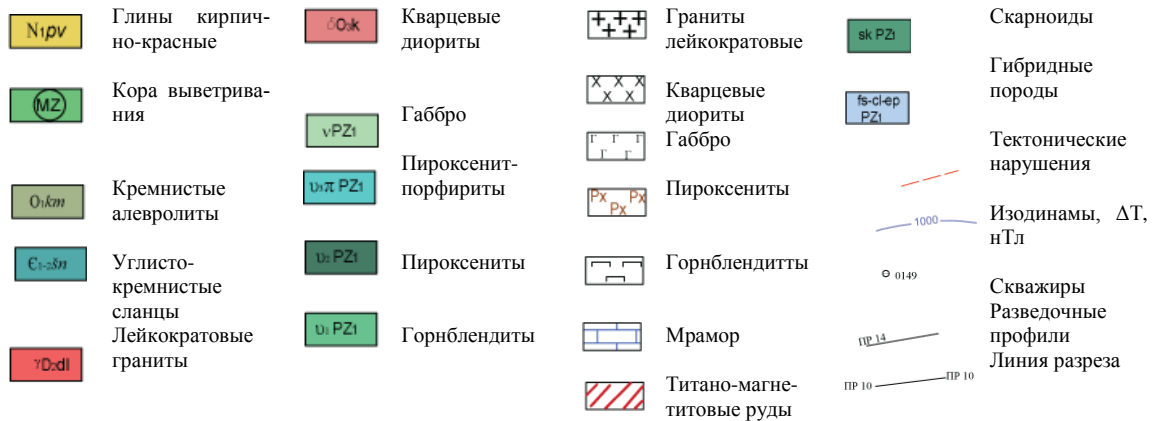 N₁pv
Глины кирпич-
но-красные
MZ
Кора выветрива-
ния
O₁km
Кремнистые
алевролиты
Є₁₋₂šn
Углисто-
кремнистые
сланцы
γD₂dl
Лейкократовые
граниты
δO₃k
Кварцевые
диориты
νPZ₁
Габбро
υ₃π PZ₁
Пироксенит-
порфириты
υ₂ PZ₁
Пироксениты
υ₁ PZ₁
Горнблендиты
Граниты
лейкократовые
X X X
X X
Кварцевые
диориты
Г Г Г
Г Г
Габбро
Px Px
Px
Пироксениты
Горнблендитты
Мрамор
Титано-магне-
титовые руды
sk PZ₁
Скарноиды
fs-cl-ep
PZ₁
Гибридные
породы
Тектонические
нарушения
1000
Изодинамы, ΔT,
нТл
0149
Скважиры
ПР 14
Разведочные
профили
ПР 10 ПР 10
Линия разреза